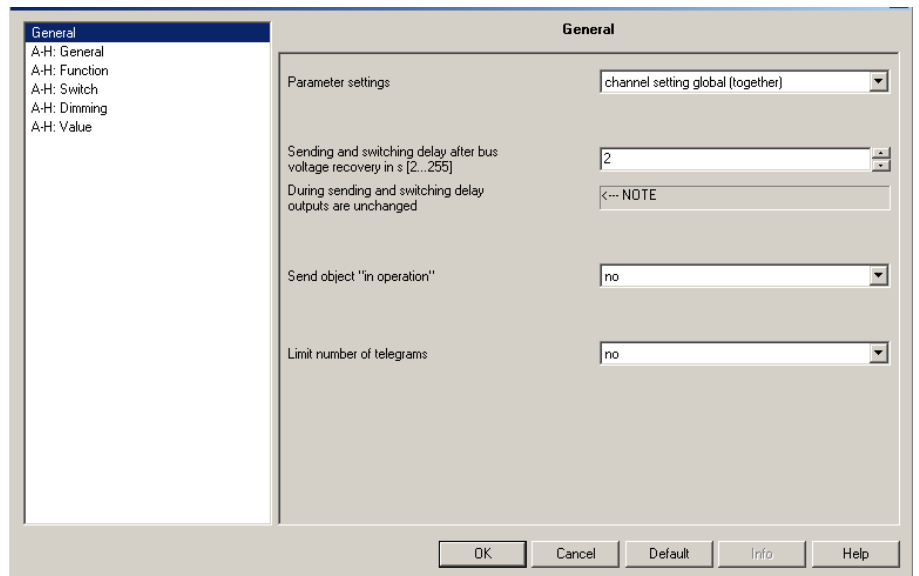 General
A-H: General
A-H: Function
A-H: Switch
A-H: Dimming
A-H: Value
General
Parameter settings
channel setting global (together)
Sending and switching delay after bus
voltage recovery in s [2...255]
2
During sending and switching delay
outputs are unchanged
<--- NOTE
Send object "in operation"
no
Limit number of telegrams
no
OK
Cancel
Default
Info
Help